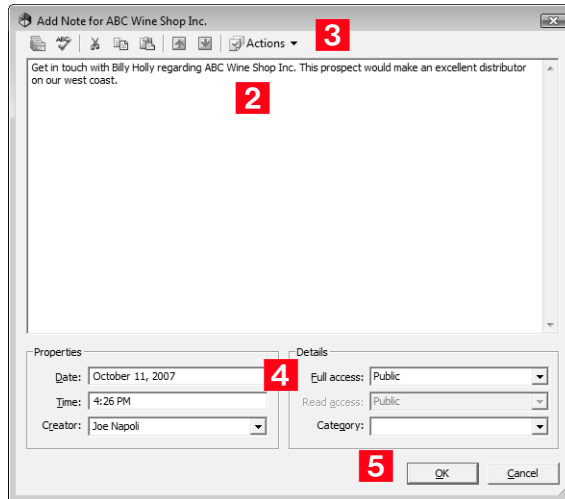 Add Note for ABC Wine Shop Inc.
ABC
Actions
3
Get in touch with Billy Holly regarding ABC Wine Shop Inc. This prospect would make an excellent distributor
on our west coast.
2
Properties
Date: October 11, 2007
Time: 4:26 PM
Creator: Joe Napoli
4
Details
Full access: Public
Read access: Public
Category:
5
OK
Cancel